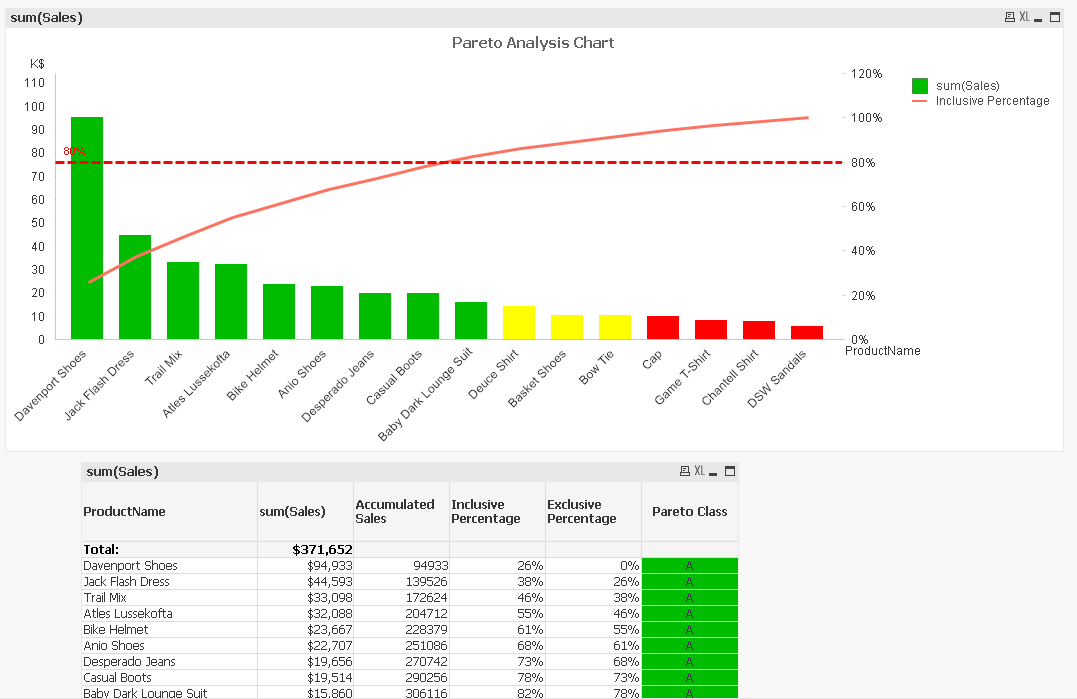 sum(Sales) XL
Pareto Analysis Chart
K$
110
100
90
80
70
60
50
40
30
20
10
0
80%
120%
100%
80%
60%
40%
20%
0%
ProductName
sum(Sales)
Inclusive Percentage
Davenport Shoes
Jack Flash Dress
Trail Mix
Atles Lussekofta
Bike Helmet
Anio Shoes
Desperado Jeans
Casual Boots
Baby Dark Lounge Suit
Deuce Shirt
Basket Shoes
Bow Tie
Cap
Game T-Shirt
Chantell Shirt
DSW Sandals
sum(Sales) XL
ProductName sum(Sales) Accumulated Sales Inclusive Percentage Exclusive Percentage Pareto Class
Total: $371,652
Davenport Shoes $94,933 94933 26% 0% A
Jack Flash Dress $44,593 139526 38% 26% A
Trail Mix $33,098 172624 46% 38% A
Atles Lussekofta $32,088 204712 55% 46% A
Bike Helmet $23,667 228379 61% 55% A
Anio Shoes $22,707 251086 68% 61% A
Desperado Jeans $19,656 270742 73% 68% A
Casual Boots $19,514 290256 78% 73% A
Baby Dark Lounge Suit $15,860 306116 82% 78% A